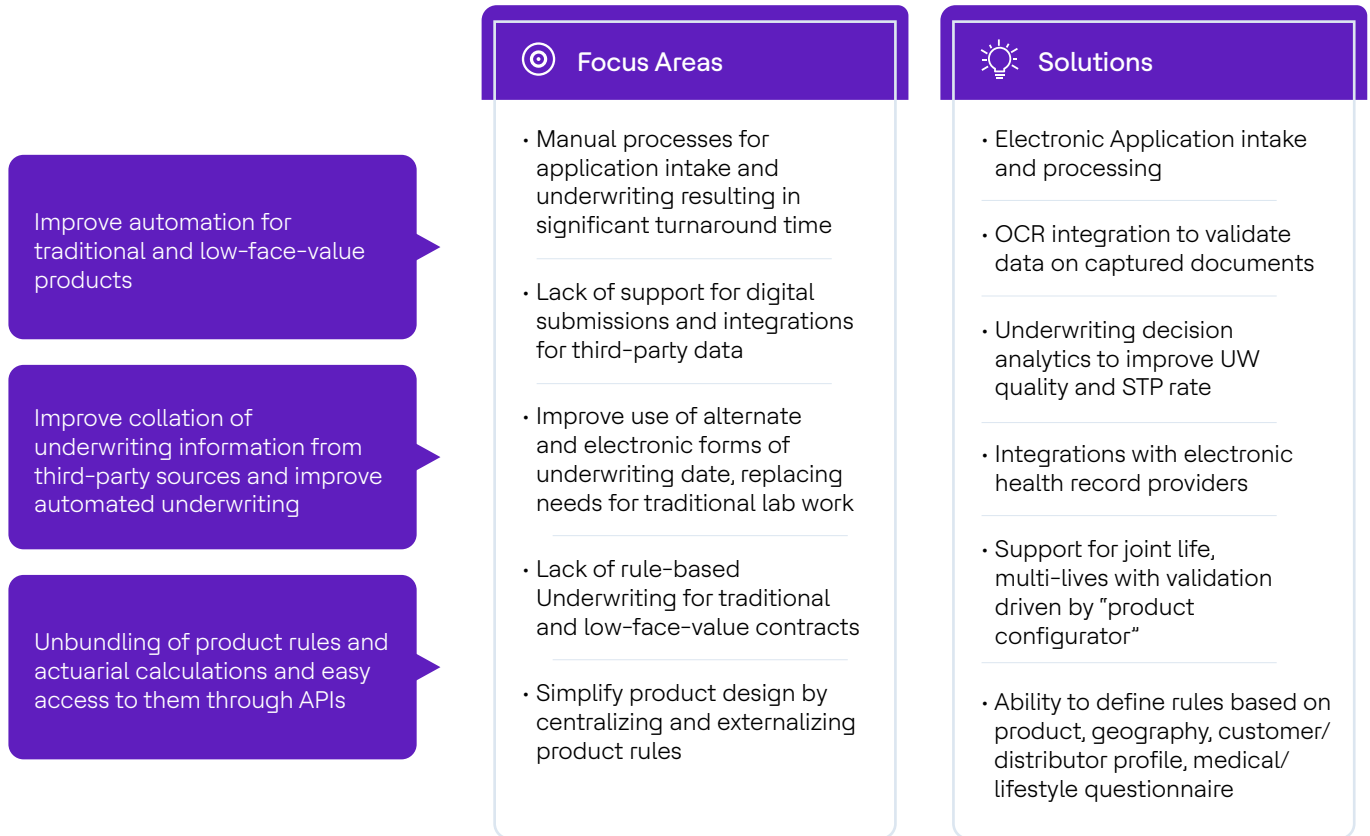 Improve automation for
traditional and low-face-value
products
Improve collation of
underwriting information from
third-party sources and improve
automated underwriting
Unbundling of product rules and
actuarial calculations and easy
access to them through APIs
Focus Areas
• Manual processes for
application intake and
underwriting resulting in
significant turnaround time
• Lack of support for digital
submissions and integrations
for third-party data
• Improve use of alternate
and electronic forms of
underwriting date, replacing
needs for traditional lab work
• Lack of rule-based
Underwriting for traditional
and low-face-value contracts
• Simplify product design by
centralizing and externalizing
product rules
Solutions
• Electronic Application intake
and processing
• OCR integration to validate
data on captured documents
• Underwriting decision
analytics to improve UW
quality and STP rate
• Integrations with electronic
health record providers
• Support for joint life,
multi-lives with validation
driven by "product
configurator"
• Ability to define rules based on
product, geography, customer/
distributor profile, medical/
lifestyle questionnaire